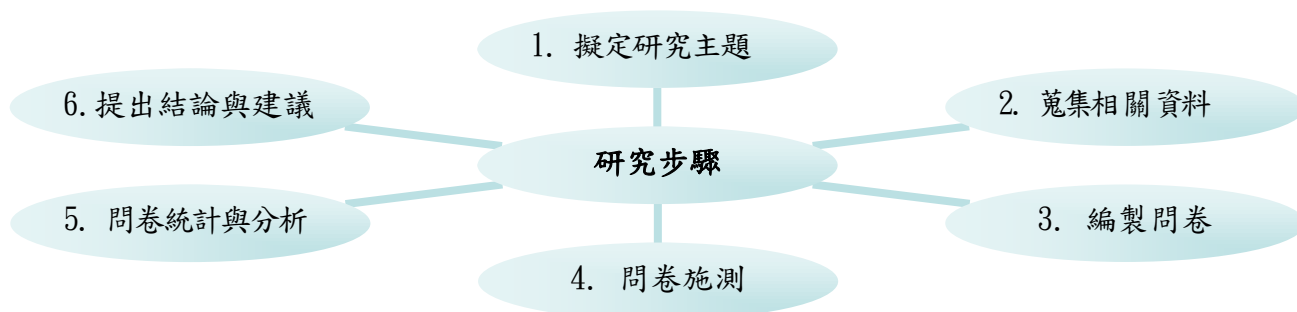 1. 擬定研究主題
2. 蒐集相關資料
3. 編製問卷
4. 問卷施測
5. 問卷統計與分析
6.提出結論與建議
研究步驟